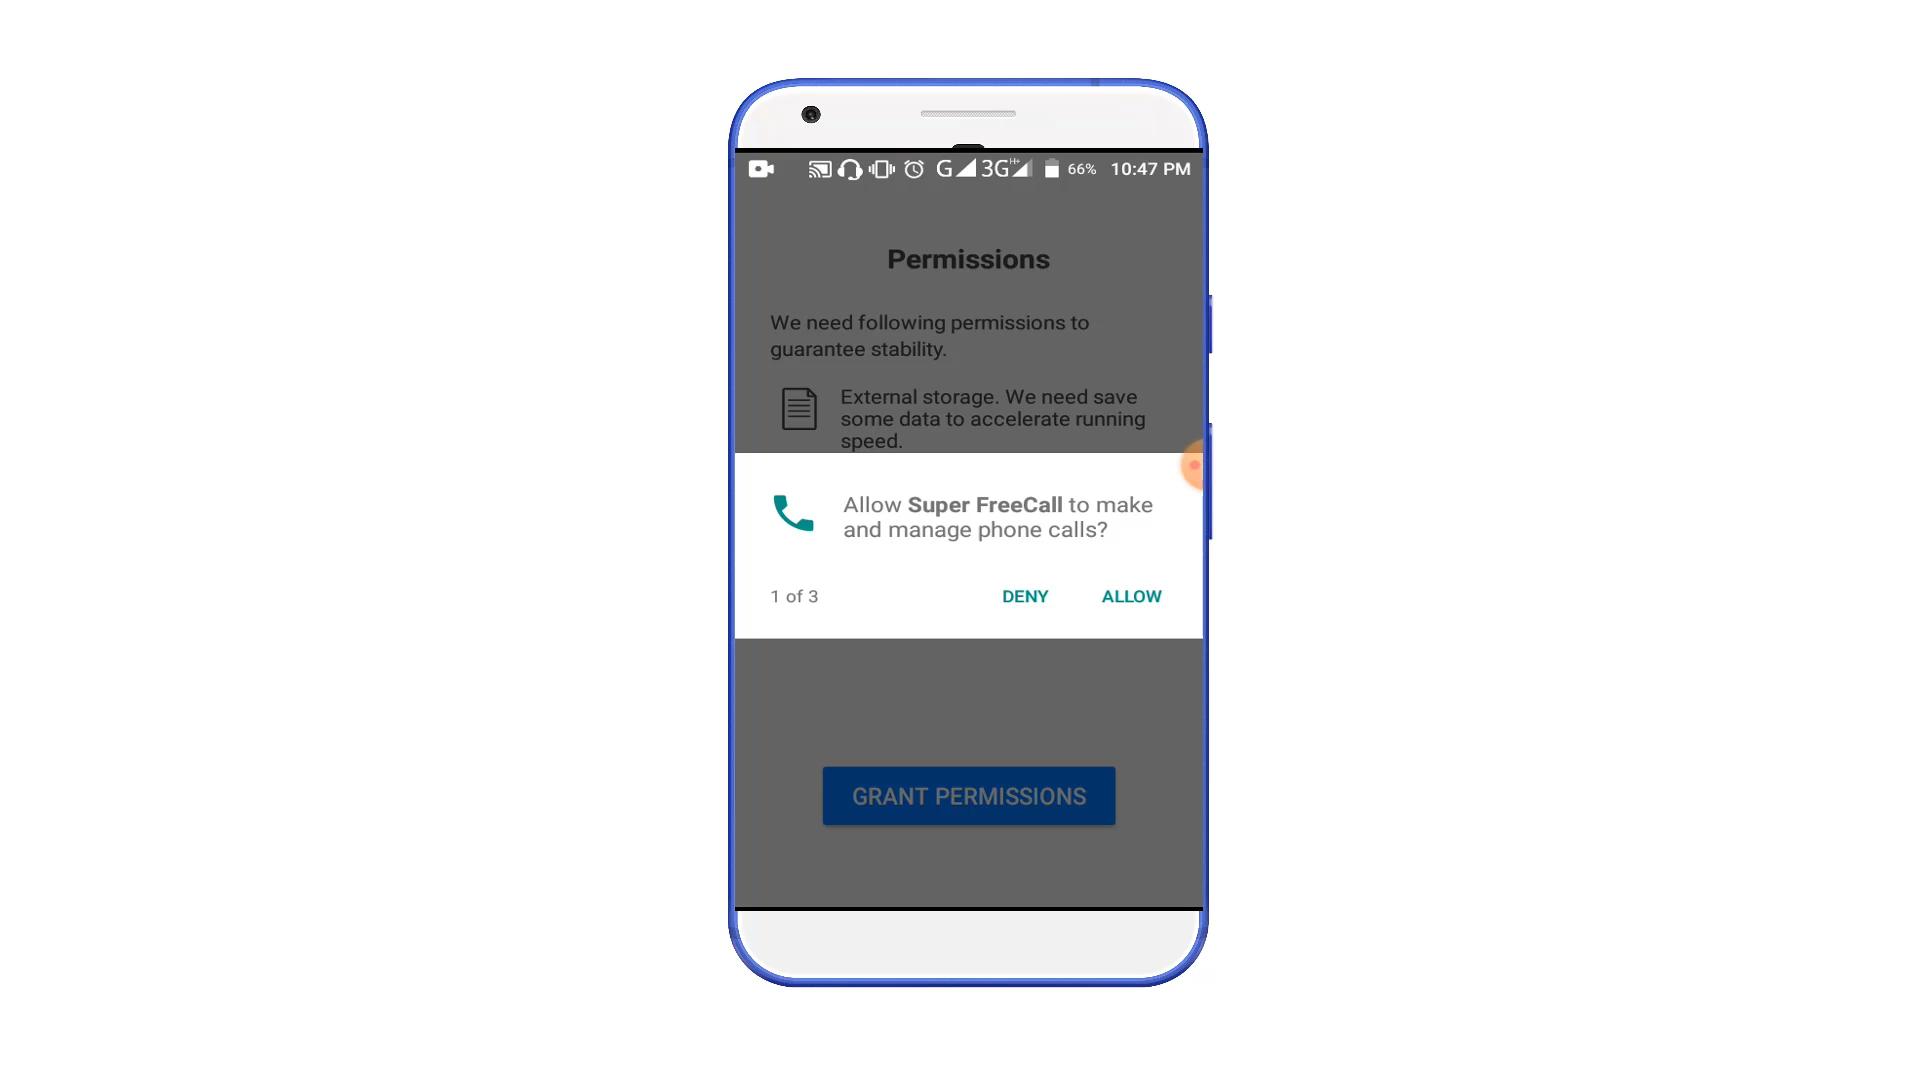 G 3G H+ 66% 10:47 PM
Permissions
We need following permissions to
guarantee stability.
External storage. We need save
some data to accelerate running
speed.
Allow Super FreeCall to make
and manage phone calls?
1 of 3 DENY ALLOW
GRANT PERMISSIONS